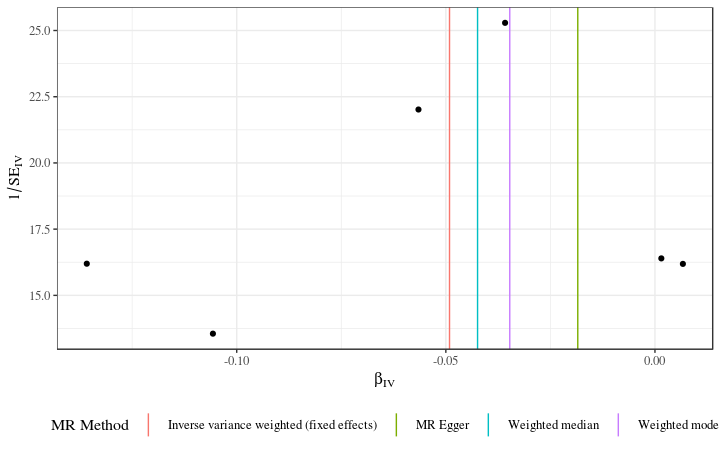 25.0
22.5
20.0
17.5
15.0
1/SE_IV
-0.10 -0.05 0.00
β_IV
MR Method Inverse variance weighted (fixed effects) MR Egger Weighted median Weighted mode